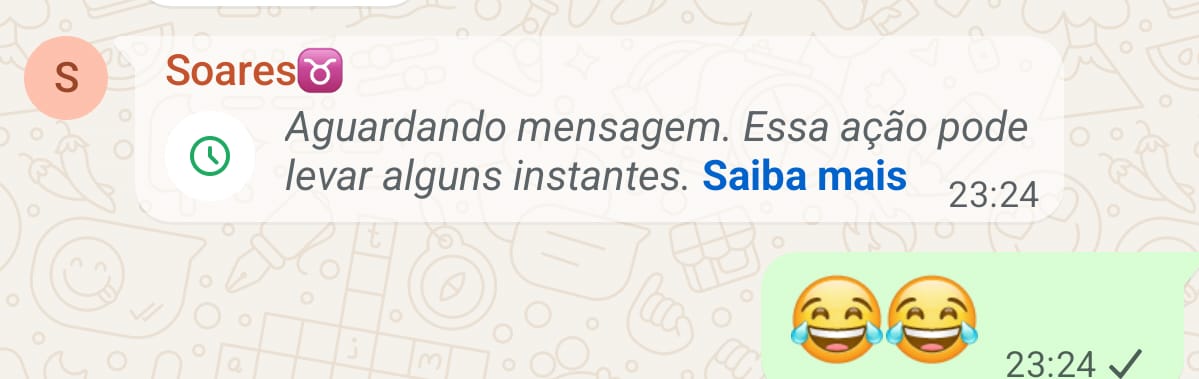 S
Soares♉
Aguardando mensagem. Essa ação pode
levar alguns instantes. Saiba mais
23:24
😂😂
23:24